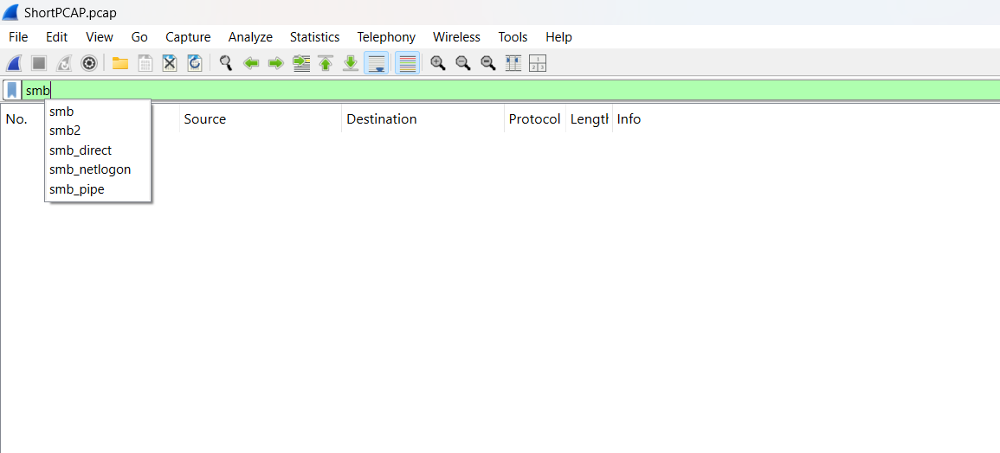 ShortPCAP.pcap
File Edit View Go Capture Analyze Statistics Telephony Wireless Tools Help
smb
No. Source Destination Protocol Length Info
smb
smb2
smb_direct
smb_netlogon
smb_pipe